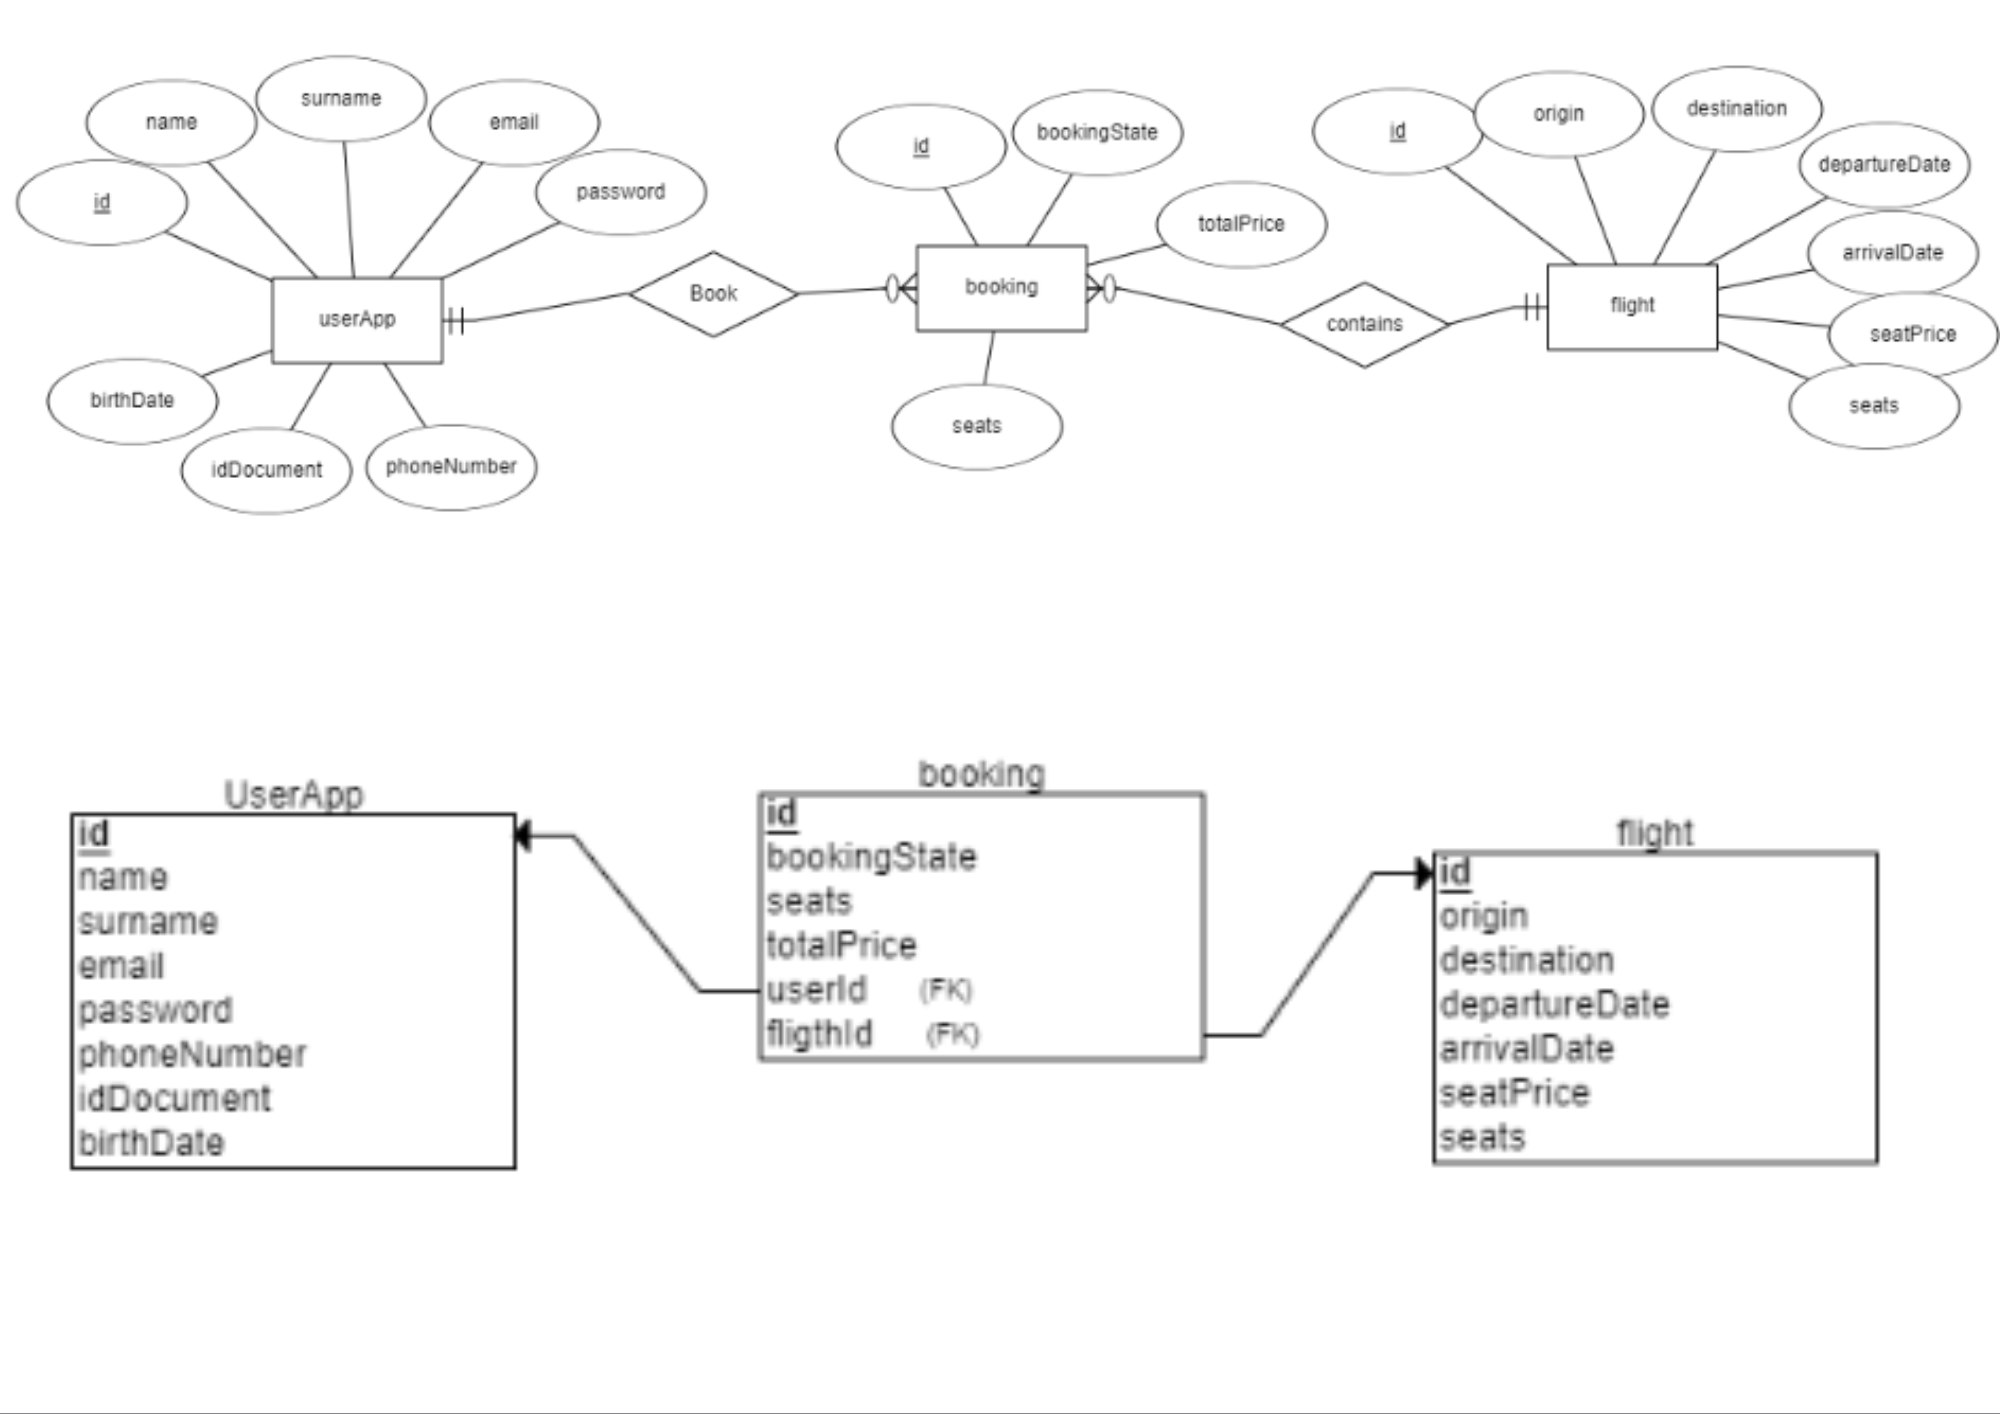 surname
name
email
id
password
userApp
birthDate
idDocument
phoneNumber
Book
id
bookingState
totalPrice
booking
seats
contains
id
origin
destination
departureDate
arrivalDate
seatPrice
seats
flight
UserApp
id
name
surname
email
password
phoneNumber
idDocument
birthDate
booking
id
bookingState
seats
totalPrice
userId (FK)
fligthId (FK)
flight
id
origin
destination
departureDate
arrivalDate
seatPrice
seats